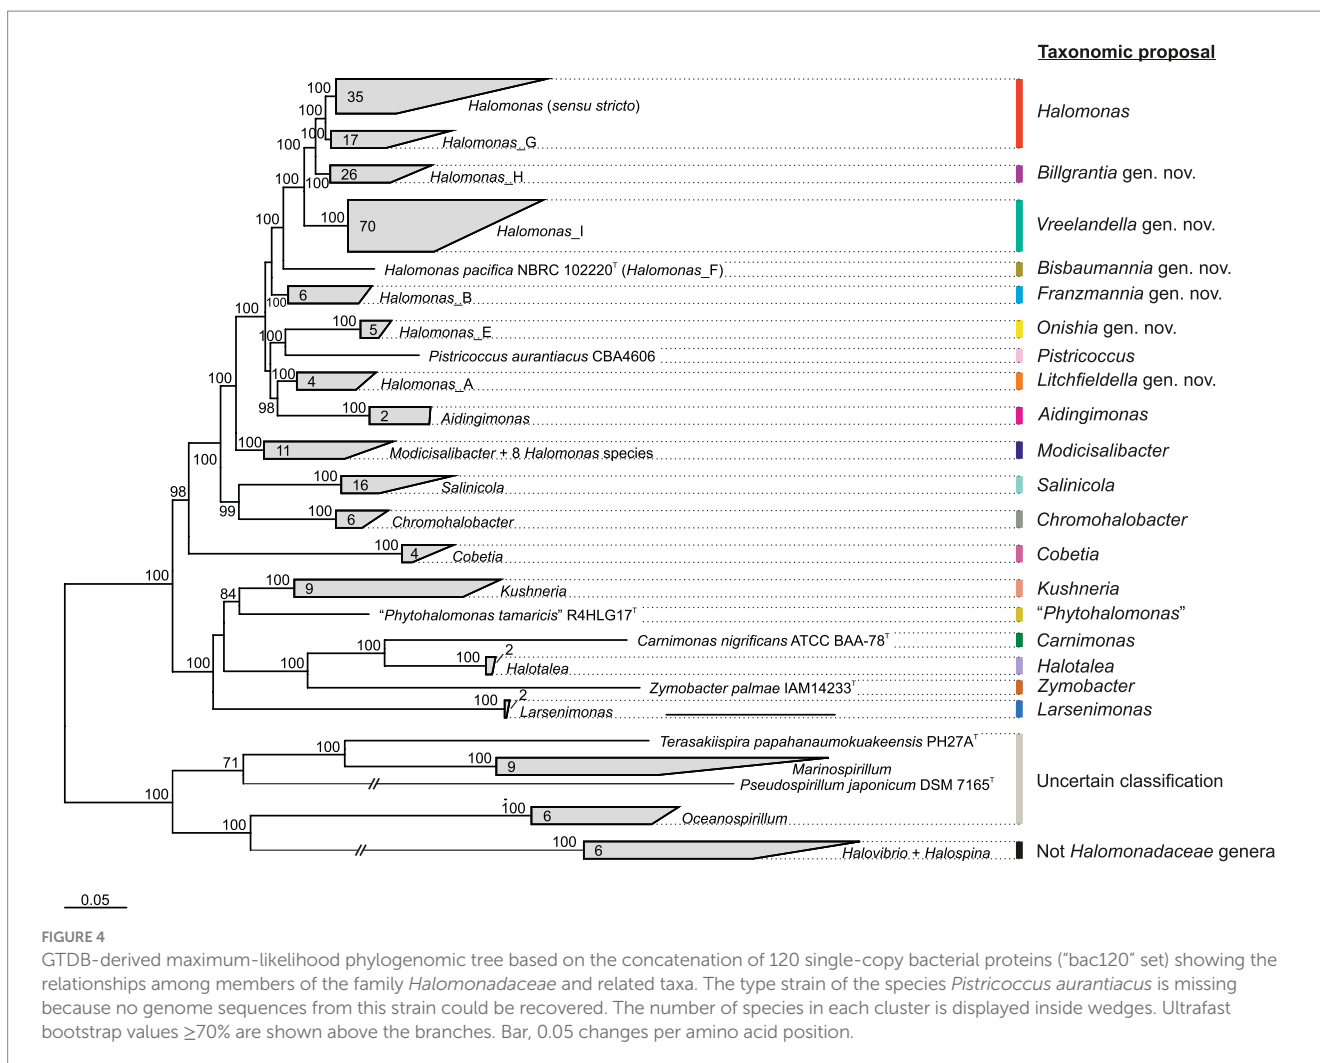 Taxonomic proposal
100
35
Halomonas (sensu stricto)
Halomonas
100
100
17
Halomonas_G
100
26
Halomonas_H
Billgrantia gen. nov.
100
100
100
70
Halomonas_I
Vreelandella gen. nov.
100
Halomonas pacifica NBRC 102220T (Halomonas_F)
Bisbaumannia gen. nov.
100
6
Halomonas_B
Franzmannia gen. nov.
100
100
5
Halomonas_E
Onishia gen. nov.
100
Pistricoccus aurantiacus CBA4606
Pistricoccus
100
100
4
Halomonas_A
Litchfieldella gen. nov.
98
100
2
Aidingimonas
Aidingimonas
100
11
Modicisalibacter + 8 Halomonas species
Modicisalibacter
100
100
16
Salinicola
Salinicola
98
99
100
6
Chromohalobacter
Chromohalobacter
100
4
Cobetia
Cobetia
100
100
9
Kushneria
Kushneria
84
“Phytohalomonas tamaricis” R4HLG17T
“Phytohalomonas”
100
Carnimonas nigrificans ATCC BAA-78T
Carnimonas
100
100
100
2
Halotalea
Halotalea
Zymobacter palmae IAM14233T
Zymobacter
100
2
Larsenimonas
Larsenimonas
100
Terasakiispira papahanaumokuakeensis PH27AT
71
100
9
Marinospirillum
Pseudospirillum japonicum DSM 7165T
Uncertain classification
100
100
6
Oceanospirillum
100
100
6
Halovibrio + Halospina
Not Halomonadaceae genera
0.05
FIGURE 4
GTDB-derived maximum-likelihood phylogenomic tree based on the concatenation of 120 single-copy bacterial proteins (“bac120” set) showing the
relationships among members of the family Halomonadaceae and related taxa. The type strain of the species Pistricoccus aurantiacus is missing
because no genome sequences from this strain could be recovered. The number of species in each cluster is displayed inside wedges. Ultrafast
bootstrap values ≥70% are shown above the branches. Bar, 0.05 changes per amino acid position.